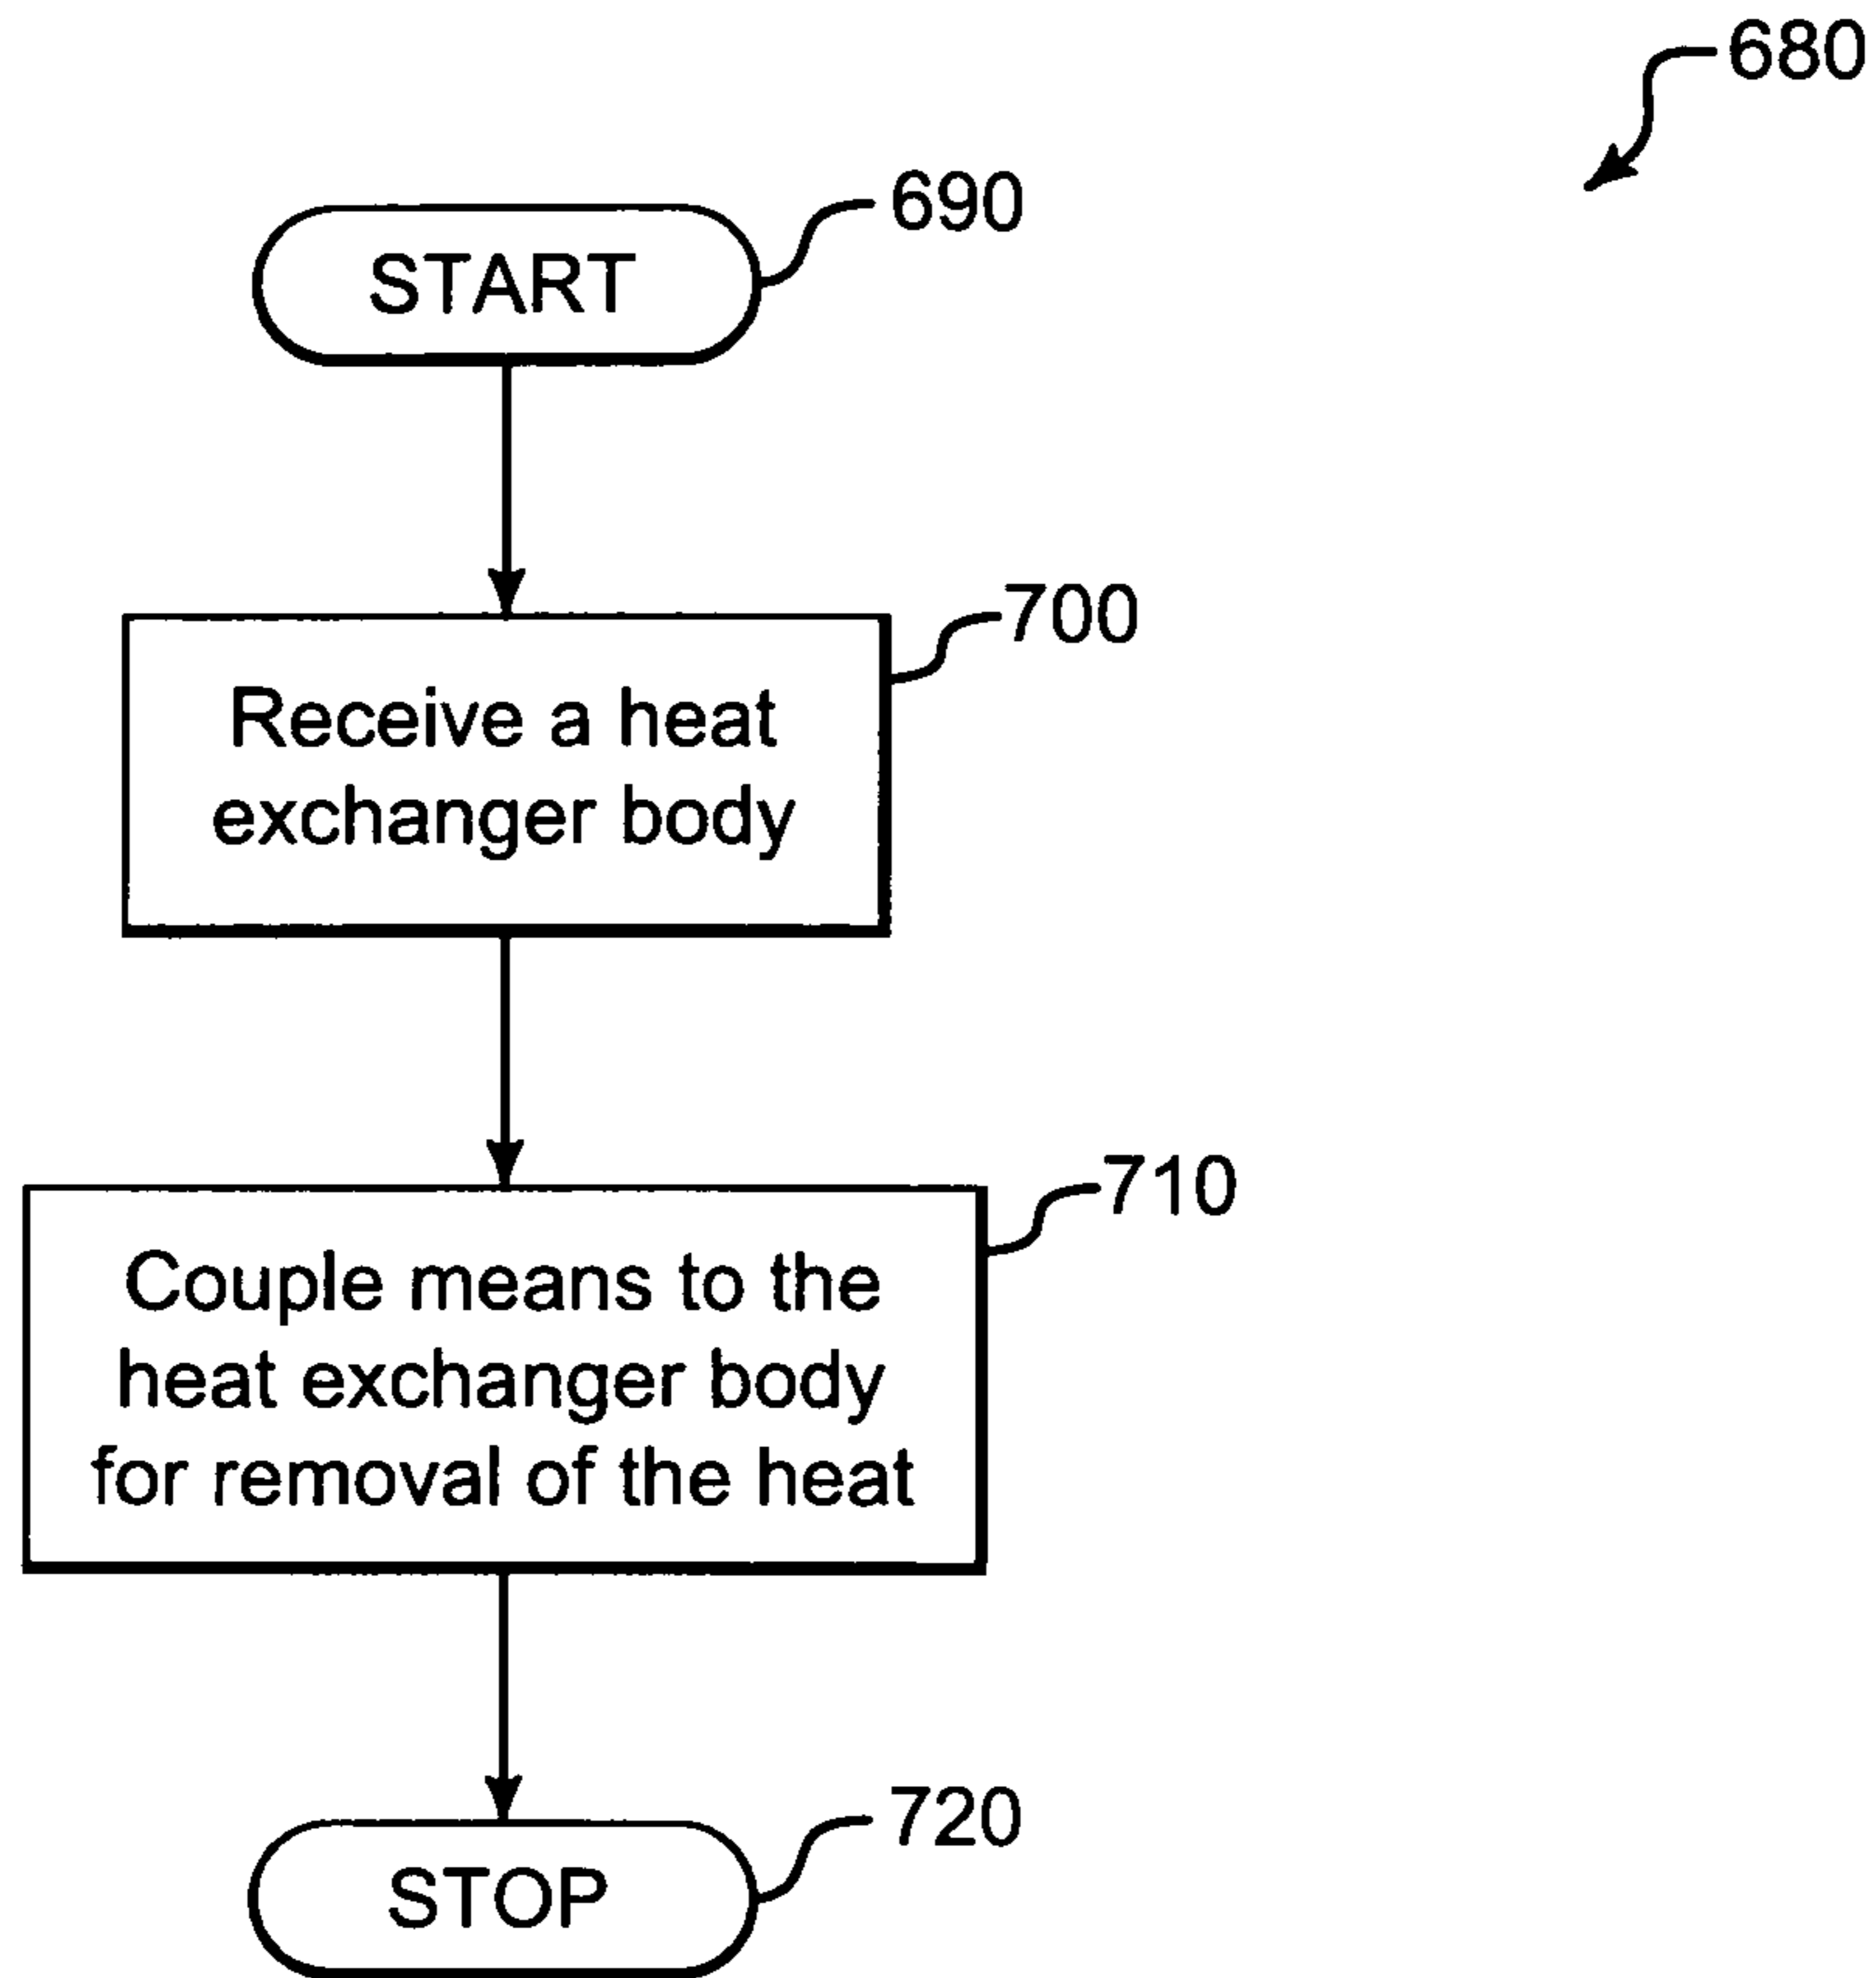 680
690
START
700
Receive a heat
exchanger body
710
Couple means to the
heat exchanger body
for removal of the heat
720
STOP